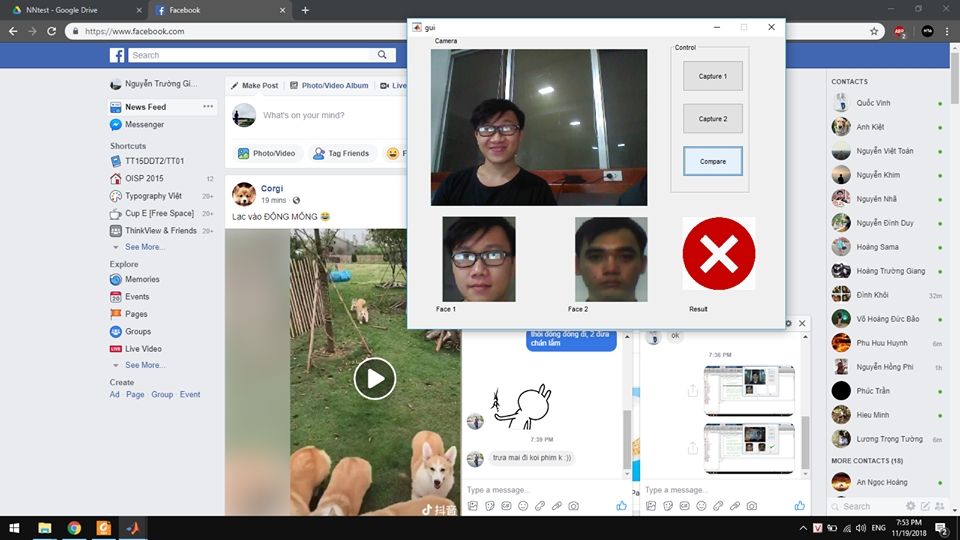 NNtest - Google Drive
Facebook
https://www.facebook.com
Search
Nguyễn Trường Gi...
News Feed
Messenger
Shortcuts
TT15DDT2/TT01
OISP 2015 12
Typography Việt 20+
Cup E [Free Space] 20+
ThinkView & Friends 20+
See More...
Explore
Memories
Events
Pages
Groups
Live Video
See More...
Create
Ad · Page · Group · Event
Make Post
Photo/Video Album
Live
What's on your mind?
Photo/Video
Tag Friends
F
Corgi
19 mins ·
Lạc vào ĐỘNG MÔNG
抖音
gui
Camera
Control
Capture 1
Capture 2
Compare
Face 1
Face 2
Result
thôi đông đông đi, 2 đứa
chán lắm
7:39 PM
trưa mai đi koi phim k :))
Type a message...
ok
7:36 PM
Type a message...
CONTACTS
Quốc Vinh
Anh Kiệt
Nguyễn Việt Toàn
Nguyễn Khim
Nguyên Nhã
Nguyễn Đình Duy
Hoàng Sama
Hoàng Trường Giang
Đình Khôi 32m
Võ Hoàng Đức Bảo
Phu Huu Huynh 6m
Nguyễn Hồng Phi 1h
Phúc Trần
Hieu Minh
Lương Trọng Tường 6m
MORE CONTACTS (18)
An Ngọc Hoàng
Search
ENG
7:53 PM
11/19/2018
2